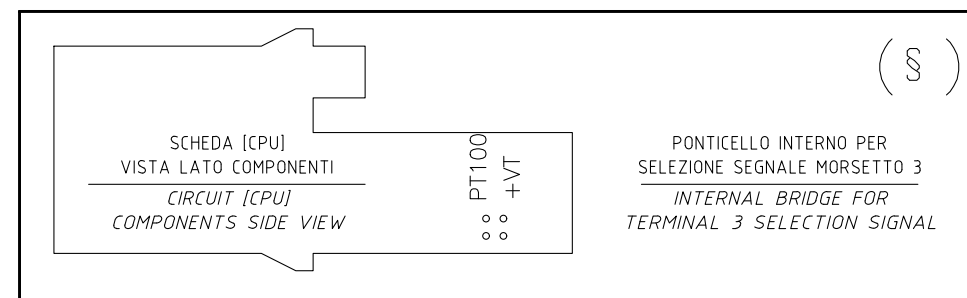 ( § )
SCHEDA [CPU]
VISTA LATO COMPONENTI
CIRCUIT [CPU]
COMPONENTS SIDE VIEW
PT100
+VT
PONTICELLO INTERNO PER
SELEZIONE SEGNALE MORSETTO 3
INTERNAL BRIDGE FOR
TERMINAL 3 SELECTION SIGNAL